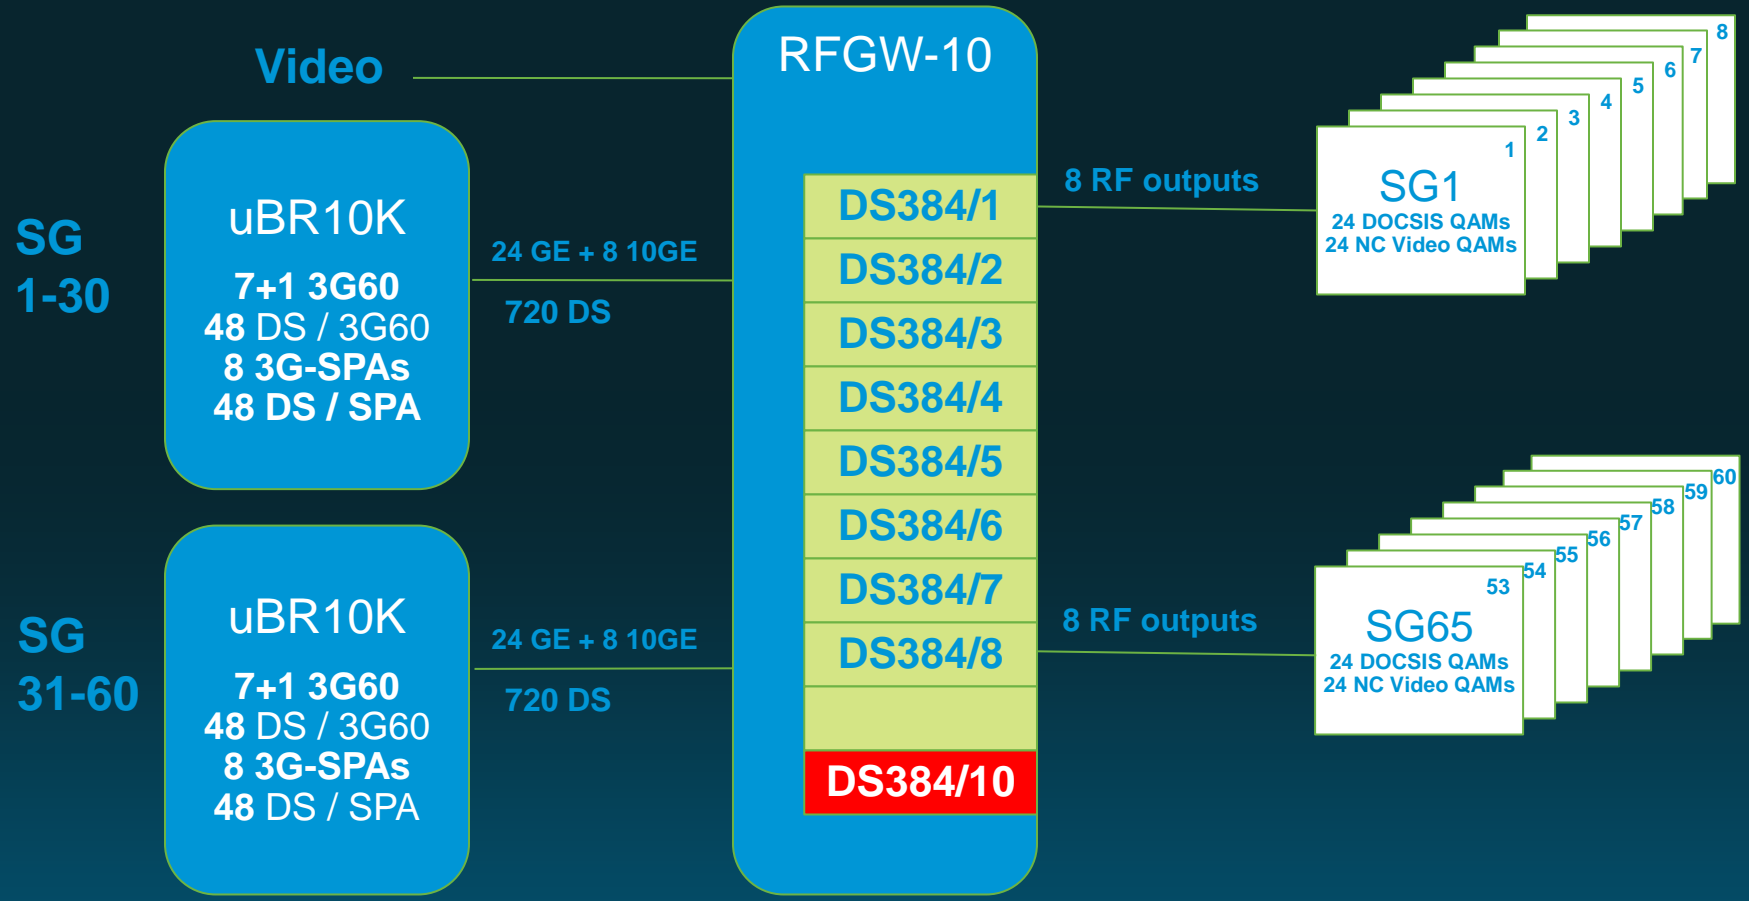 Video
SG
1-30
uBR10K
7+1 3G60
48 DS / 3G60
8 3G-SPAs
48 DS / SPA
24 GE + 8 10GE
720 DS
SG
31-60
uBR10K
7+1 3G60
48 DS / 3G60
8 3G-SPAs
48 DS / SPA
24 GE + 8 10GE
720 DS
RFGW-10
DS384/1
DS384/2
DS384/3
DS384/4
DS384/5
DS384/6
DS384/7
DS384/8
DS384/10
8 RF outputs
1
2
3
4
5
6
7
8
SG1
24 DOCSIS QAMs
24 NC Video QAMs
8 RF outputs
53
54
55
56
57
58
59
60
SG65
24 DOCSIS QAMs
24 NC Video QAMs